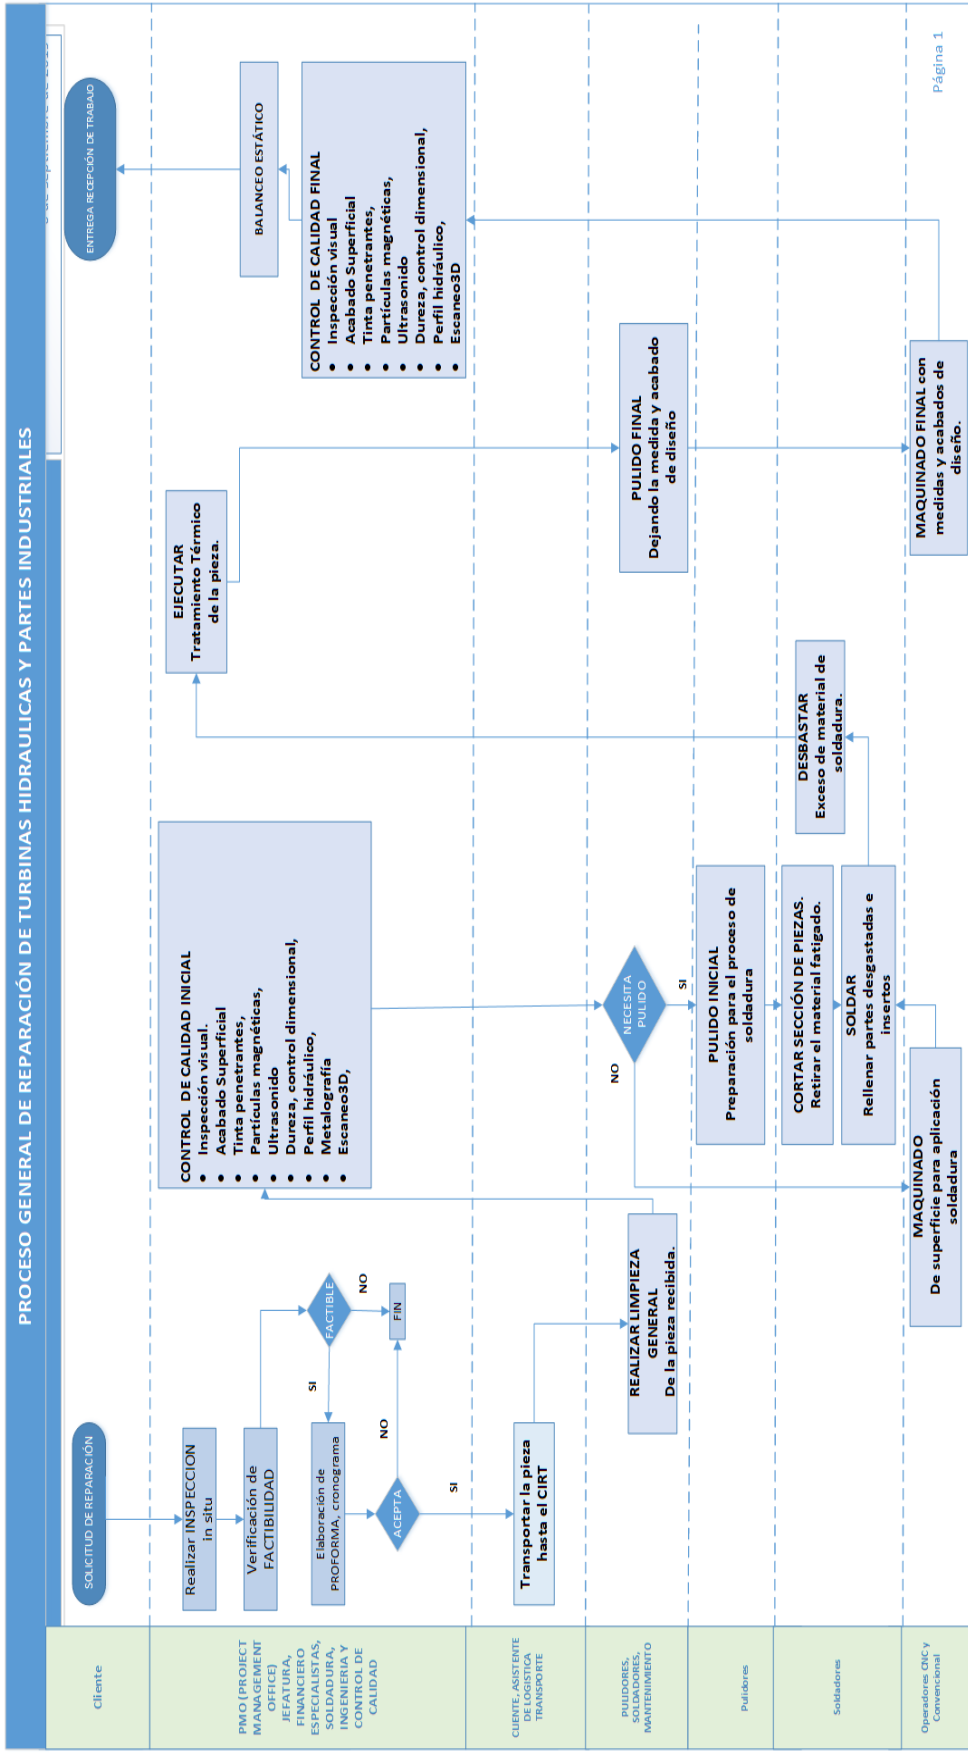 PROCESO GENERAL DE REPARACIÓN DE TURBINAS HIDRAULICAS Y PARTES INDUSTRIALES
Cliente
SOLICITUD DE REPARACIÓN
ENTREGA RECEPCIÓN DE TRABAJO
PMO (PROJECT
MANAGEMENT
OFFICE)
JEFATURA,
FINANCIERO
ESPECIALISTAS,
SOLDADURA,
INGENIERIA Y
CONTROL DE
CALIDAD
Realizar INSPECCION
in situ
Verificación de
FACTIBILIDAD
FACTIBLE
SI
NO
FIN
Elaboración de
PROFORMA, cronograma
ACEPTA
NO
SI
CONTROL DE CALIDAD INICIAL
• Inspección visual.
• Acabado Superficial
• Tinta penetrantes,
• Partículas magnéticas,
• Ultrasonido
• Dureza, control dimensional,
• Perfil hidráulico,
• Metalografía
• Escaneo3D,
EJECUTAR
Tratamiento Térmico
de la pieza.
BALANCEO ESTÁTICO
CONTROL DE CALIDAD FINAL
• Inspección visual
• Acabado Superficial
• Tinta penetrantes,
• Partículas magnéticas,
• Ultrasonido
• Dureza, control dimensional,
• Perfil hidráulico,
• Escaneo3D
CLIENTE, ASISTENTE
DE LOGISTICA
TRANSPORTE
Transportar la pieza
hasta el CIRT
PULIDORES,
SOLDADORES,
MANTENIMIENTO
REALIZAR LIMPIEZA
GENERAL
De la pieza recibida.
NECESITA
PULIDO
NO
SI
PULIDO FINAL
Dejando la medida y acabado
de diseño
Pulidores
PULIDO INICIAL
Preparación para el proceso de
soldadura
Soldadores
CORTAR SECCIÓN DE PIEZAS.
Retirar el material fatigado.
SOLDAR
Rellenar partes desgastadas e
insertos
DESBASTAR
Exceso de material de
soldadura.
Operadores CNC y
Convencional
MAQUINADO
De superficie para aplicación
soldadura
MAQUINADO FINAL con
medidas y acabados de
diseño.
Página 1